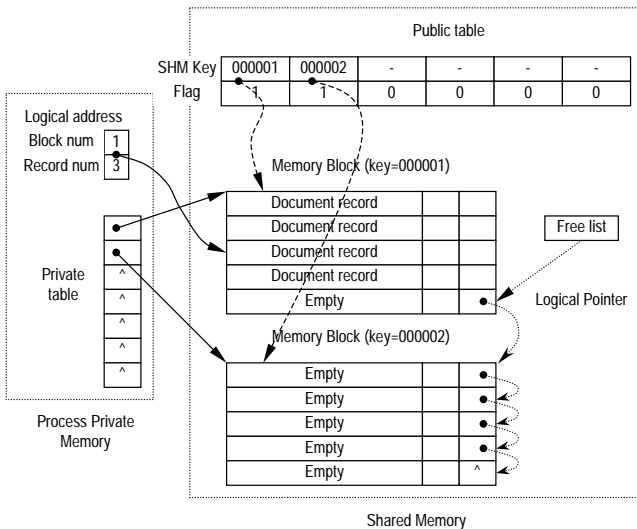 Public table
SHM Key 000001 000002 - - - -
Flag 1 1 0 0 0 0
Logical address
Block num 1
Record num 3
Memory Block (key=000001)
Document record
Document record
Document record
Document record
Empty
Free list
Logical Pointer
Private table
^
^
^
^
^
Memory Block (key=000002)
Empty
Empty
Empty
Empty
Empty ^
Process Private
Memory
Shared Memory